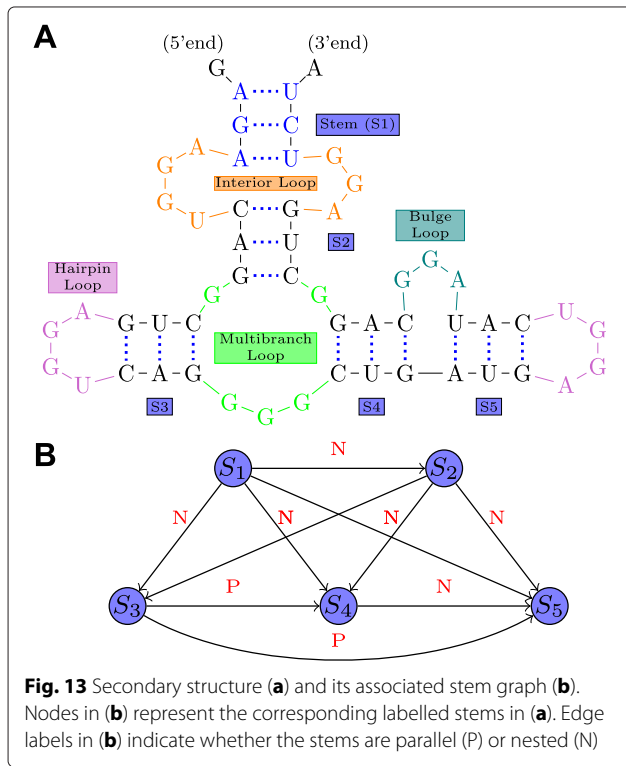 A
(5'end) (3'end)
G A
A U
G C
Stem (S1)
A A U G
G G
Interior Loop
G U C G A
A U
S2
Bulge
Loop
G C
G G A
Hairpin
Loop
G G
A G U C G A C U A C U
G G
Multibranch
Loop
G G
U C A G C U G A U G A
G G G
S3 S4 S5
B
N
S1 S2
N N N N
P N
S3 S4 S5
P
Fig. 13 Secondary structure (a) and its associated stem graph (b).
Nodes in (b) represent the corresponding labelled stems in (a). Edge
labels in (b) indicate whether the stems are parallel (P) or nested (N)